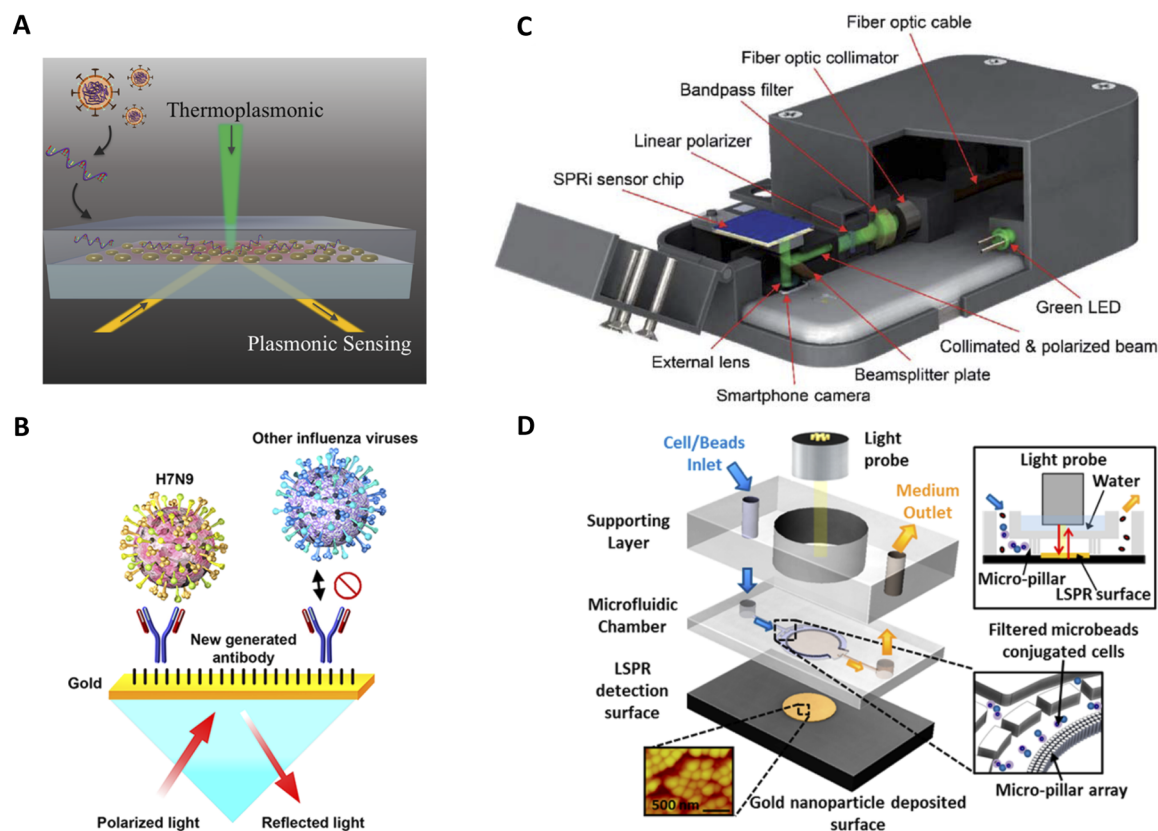 A
Thermoplasmonic
Plasmonic Sensing
B
H7N9
Other influenza viruses
New generated
antibody
Gold
Polarized light
Reflected light
C
Fiber optic cable
Fiber optic collimator
Bandpass filter
Linear polarizer
SPRi sensor chip
Green LED
Collimated & polarized beam
Beamsplitter plate
External lens
Smartphone camera
D
Cell/Beads
Inlet
Light
probe
Medium
Outlet
Supporting
Layer
Microfluidic
Chamber
LSPR
detection
surface
500 nm
Gold nanoparticle deposited
surface
Light probe
Water
Micro-pillar
LSPR surface
Filtered microbeads
conjugated cells
Micro-pillar array